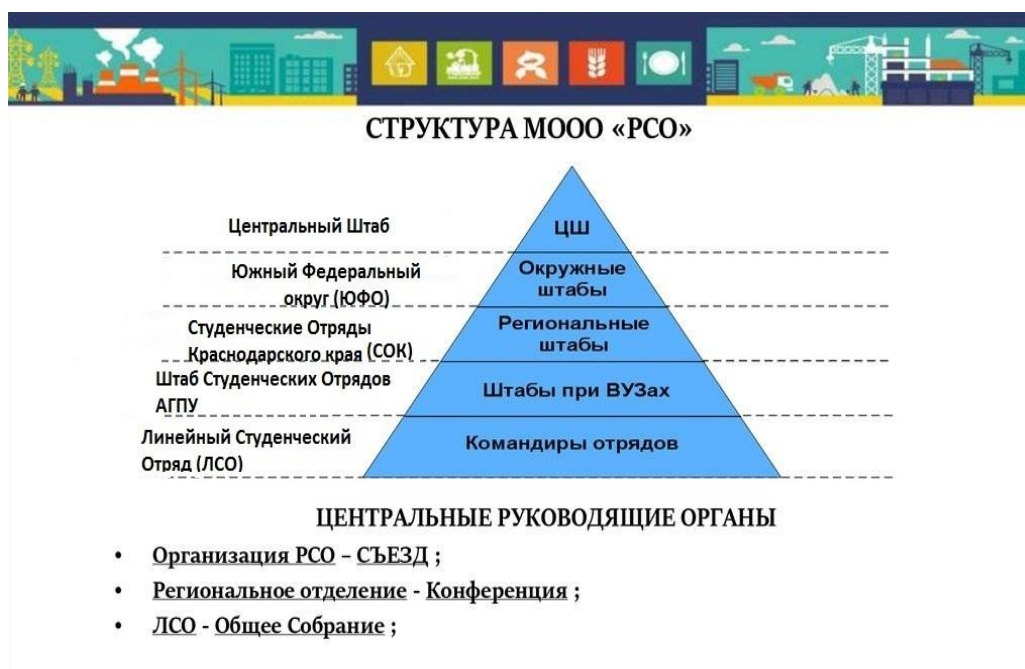 СТРУКТУРА МООО «РСО»
Центральный Штаб
ЦШ
Южный Федеральный
округ (ЮФО)
Окружные
штабы
Студенческие Отряды
Краснодарского края (СОК)
Региональные
штабы
Штаб Студенческих Отрядов
АГПУ
Штабы при ВУЗах
Линейный Студенческий
Отряд (ЛСО)
Командиры отрядов
ЦЕНТРАЛЬНЫЕ РУКОВОДЯЩИЕ ОРГАНЫ
• Организация РСО – СЪЕЗД ;
• Региональное отделение - Конференция ;
• ЛСО - Общее Собрание ;